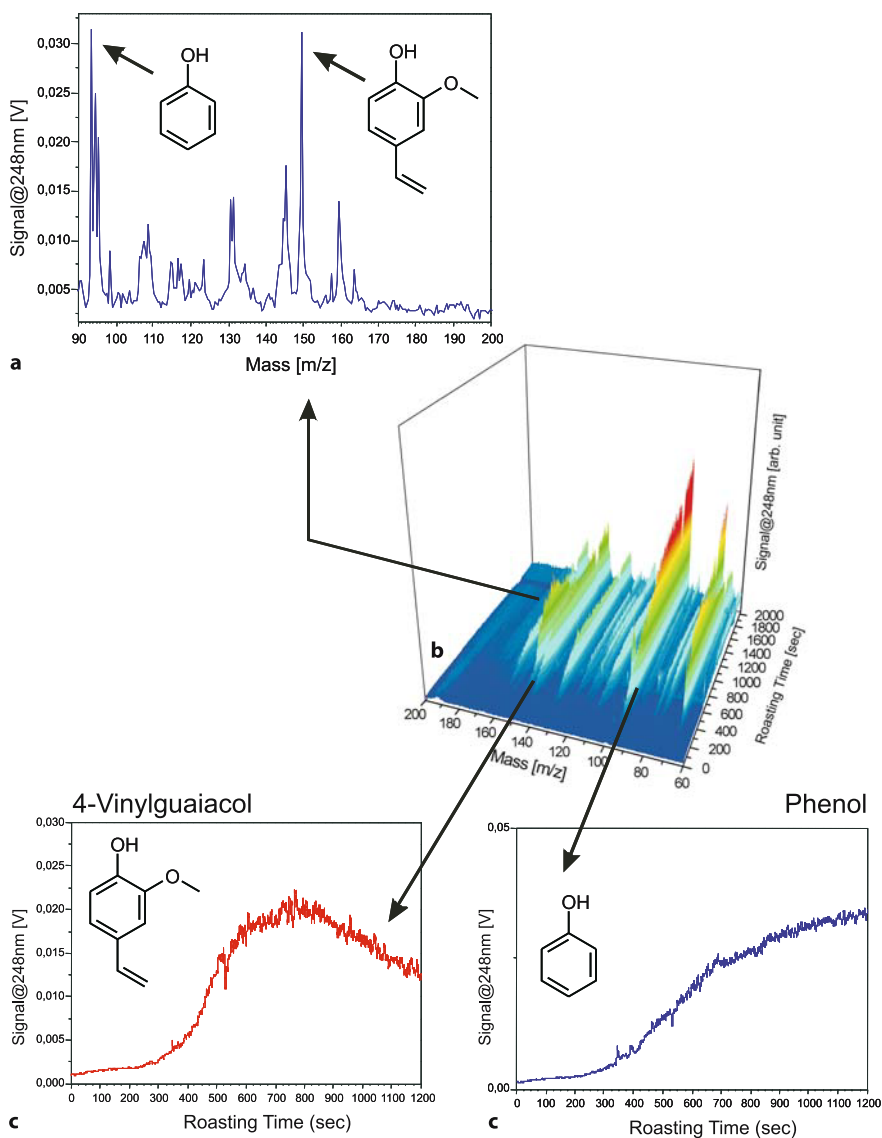 0,030
0,025
0,020
0,015
0,010
0,005
Signal@248nm [V]
OH
OH
O
90 100 110 120 130 140 150 160 170 180 190 200
Mass [m/z]
a
b
Signal@248nm [arb. unit]
2000
1800
1600
1400
1200
1000
800
600
400
200
0
Roasting Time [sec]
200 180 160 140 120 100 80 60
Mass [m/z]
4-Vinylguaiacol
0,030
0,025
0,020
0,015
0,010
0,005
0,000
Signal@248nm [V]
OH
O
0 100 200 300 400 500 600 700 800 900 1000 1100 1200
Roasting Time (sec)
c
Phenol
0,05
0,00
Signal@248nm [V]
OH
0 100 200 300 400 500 600 700 800 900 1000 1100 1200
Roasting Time (sec)
c